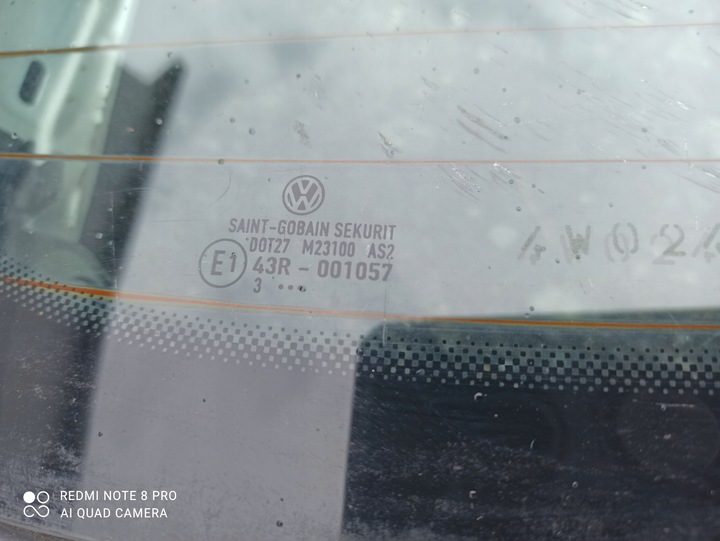 SAINT-GOBAIN SEKURIT
DOT27 M23100 AS2
E1 43R - 001057
3 ••••
REDMI NOTE 8 PRO
AI QUAD CAMERA